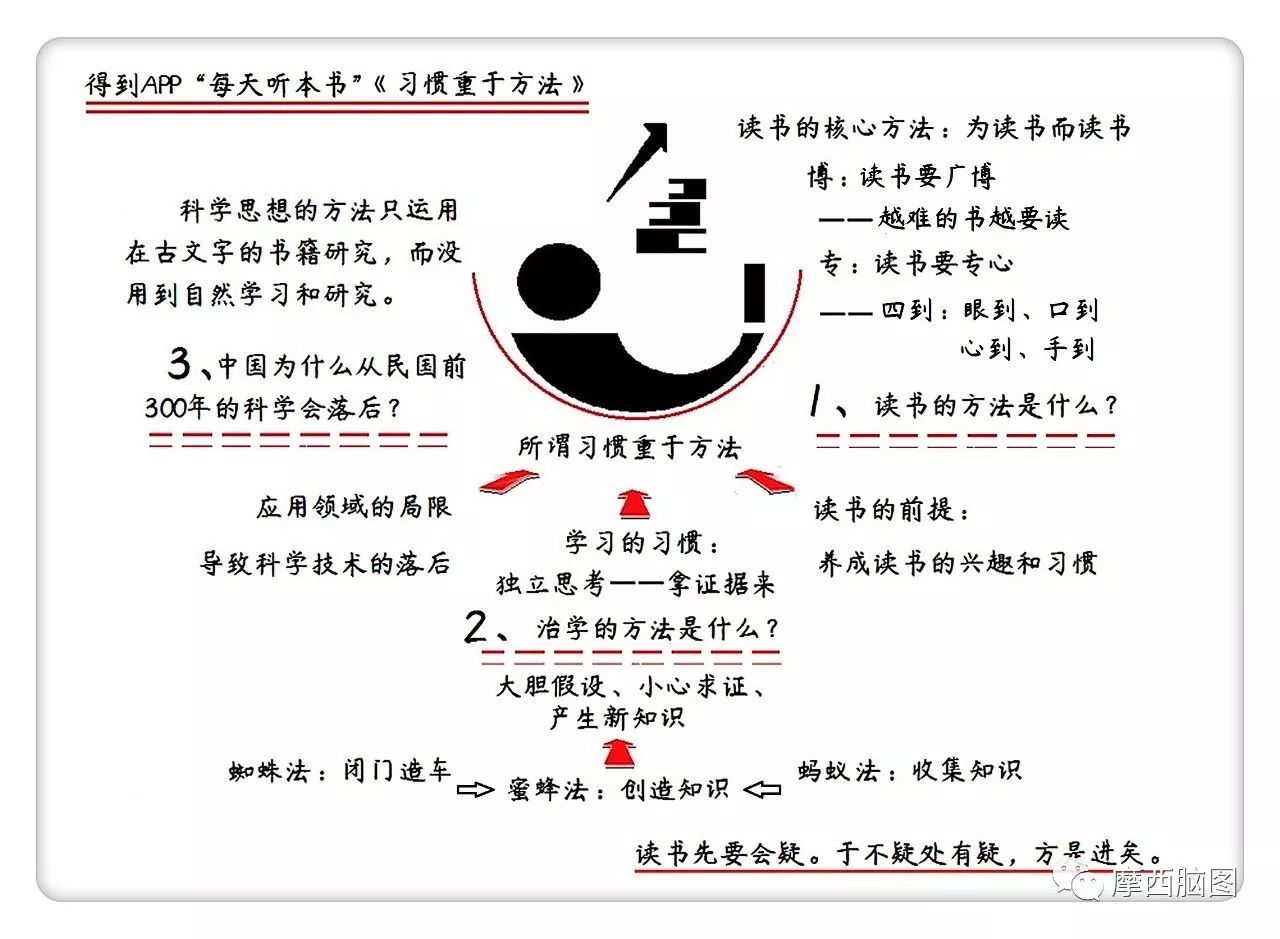 得到APP“每天听本书”《习惯重于方法》
读书的核心方法：为读书而读书
博：读书要广博
——越难的书越要读
专：读书要专心
——四到：眼到、口到
心到、手到
1、读书的方法是什么？
读书的前提：
养成读书的兴趣和习惯
科学思想的方法只运用
在古文字的书籍研究，而没
用到自然学习和研究。
3、中国为什么从民国前
300年的科学会落后？
应用领域的局限
导致科学技术的落后
所谓习惯重于方法
学习的习惯：
独立思考——拿证据来
2、治学的方法是什么？
大胆假设、小心求证、
产生新知识
蜘蛛法：闭门造车
蜜蜂法：创造知识
蚂蚁法：收集知识
读书先要会疑。于不疑处有疑，方是进矣。
摩西脑图